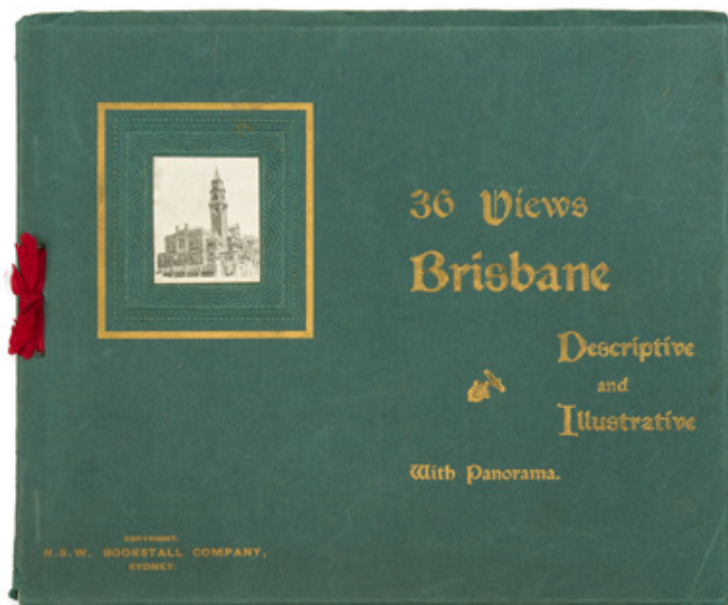 36 Views
Brisbane
Descriptive
and
Illustrative
With Panorama.
COPYRIGHT.
N.S.W. BOOKSTALL COMPANY,
SYDNEY.